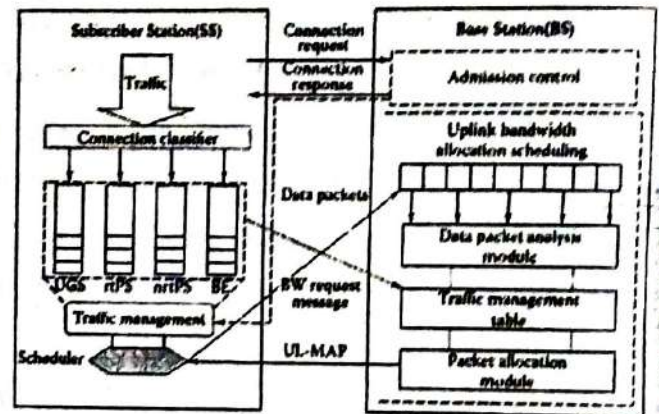 Subscriber Station(SS)
Traffic
Connection classifier
UGS rtPS nrtPS BE
Traffic management
Scheduler
Connection
request
Connection
response
Data packets
BW request
message
UL-MAP
Base Station(BS)
Admission control
Uplink bandwidth
allocation scheduling
Data packet analysis
module
Traffic management
table
Packet allocation
module